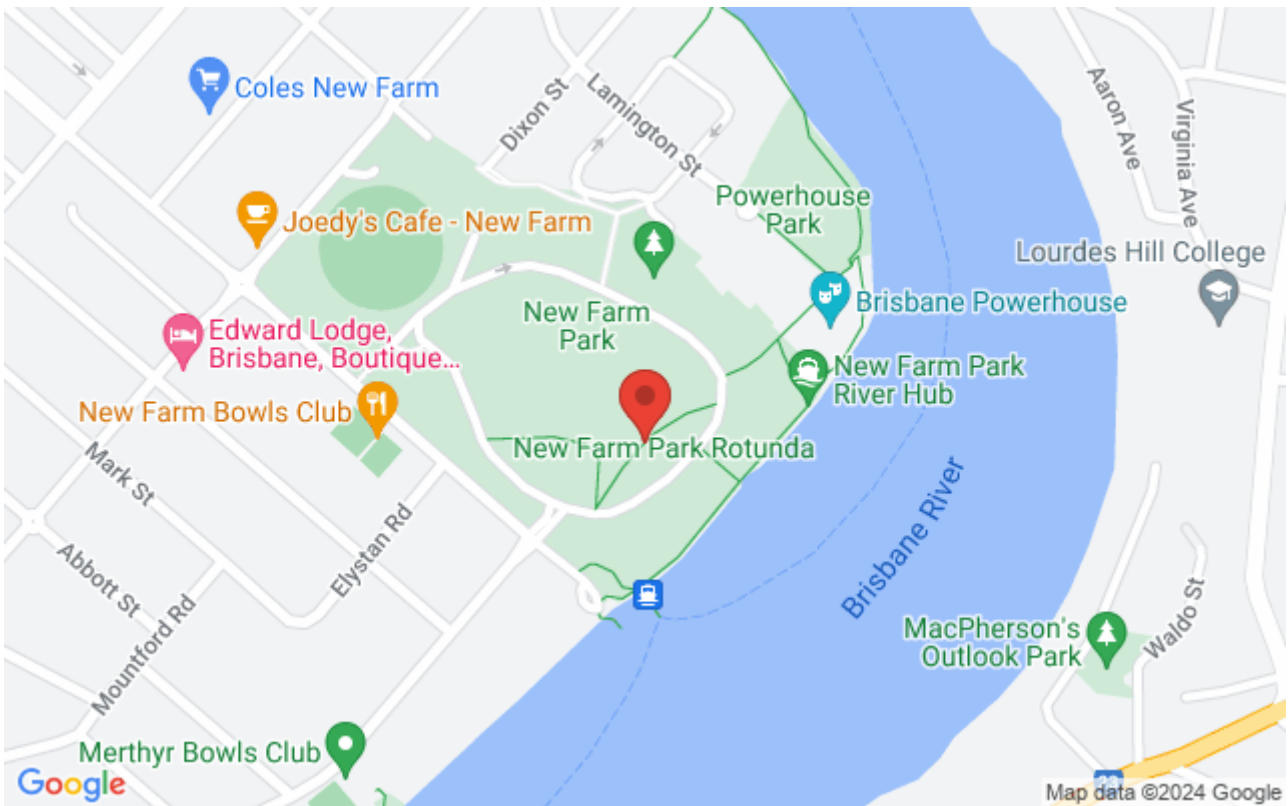 Coles New Farm
Dixon St
Lamington St
Aaron Ave
Virginia Ave
Joedy's Cafe - New Farm
Powerhouse
Park
Lourdes Hill College
Brisbane Powerhouse
New Farm
Park
Edward Lodge,
Brisbane, Boutique...
New Farm Park
River Hub
New Farm Bowls Club
New Farm Park Rotunda
Mark St
Elystan Rd
Brisbane River
Abbott St
Mountford Rd
MacPherson's
Outlook Park
Waldo St
Merthyr Bowls Club
Google
23
Map data ©2024 Google